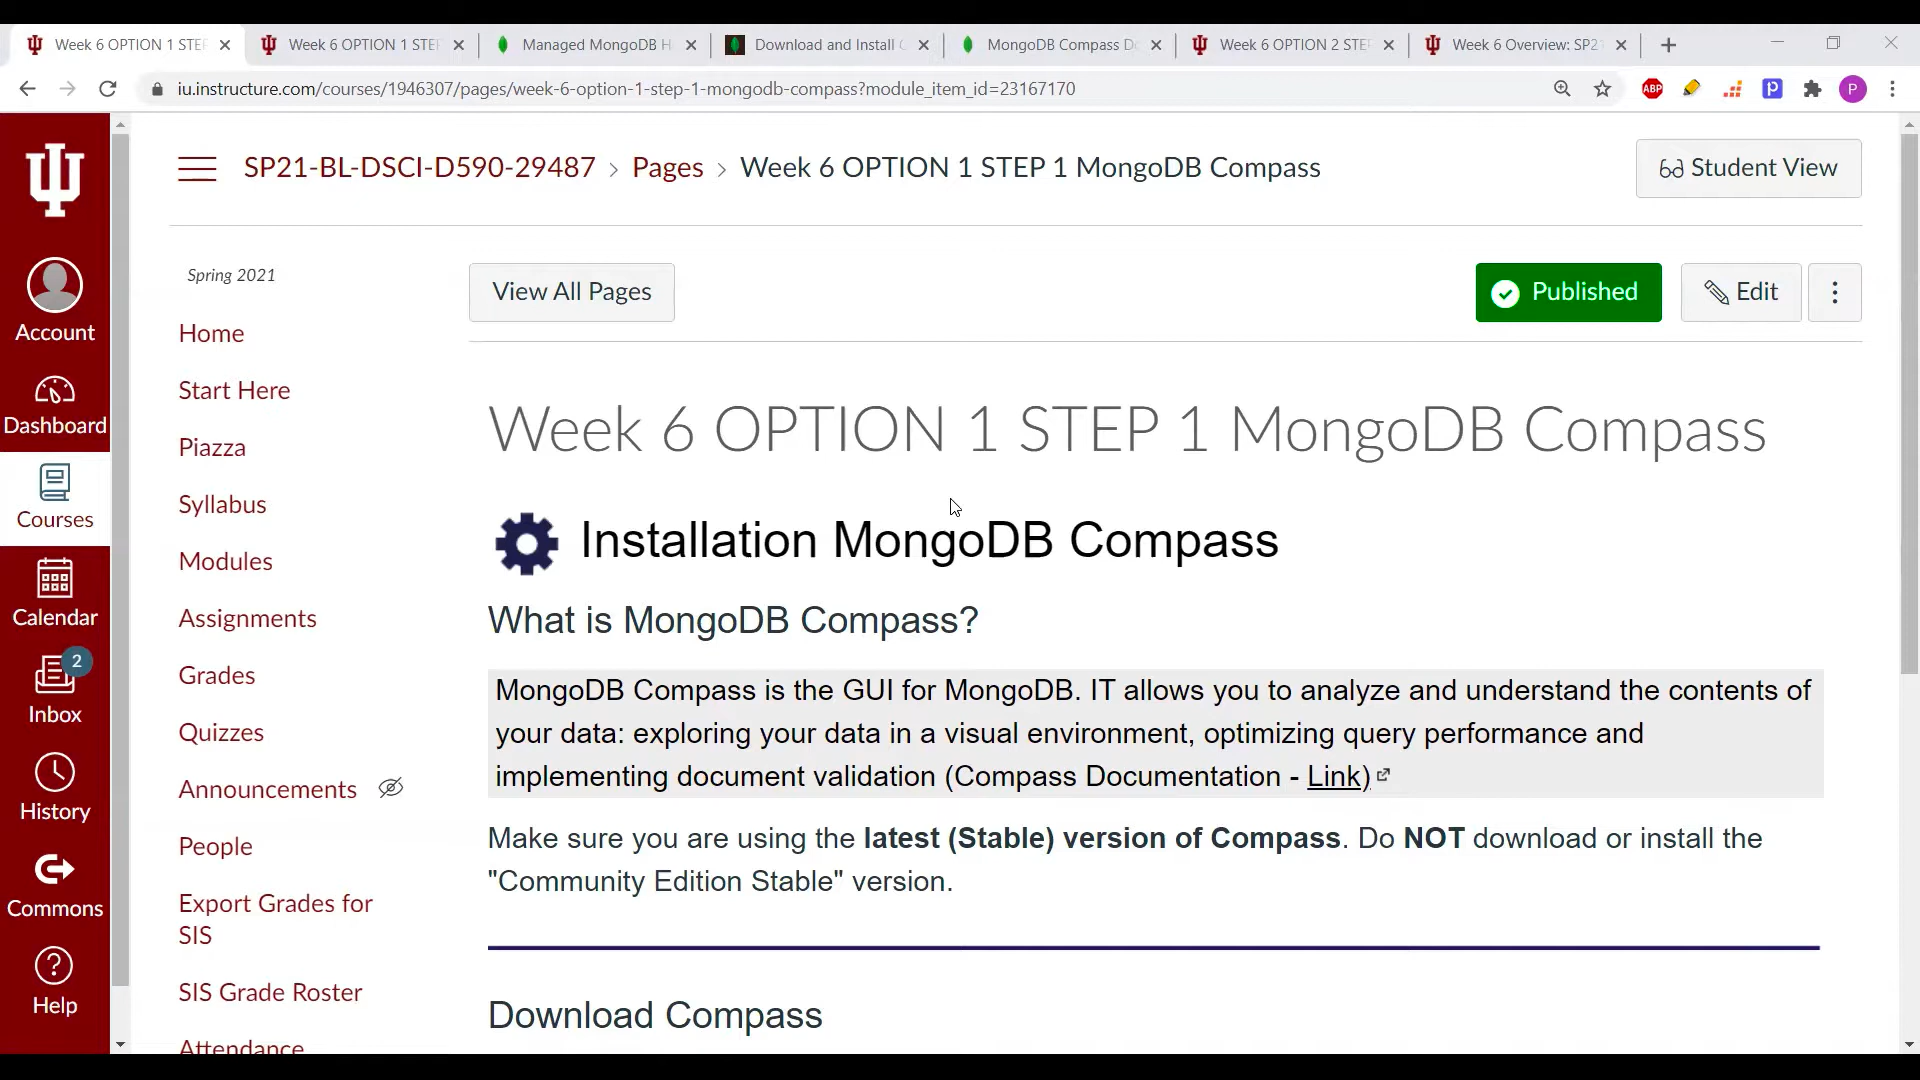 Week 6 OPTION 1 STEP
Week 6 OPTION 1 STEP
Managed MongoDB H
Download and Install C
MongoDB Compass Do
Week 6 OPTION 2 STEP
Week 6 Overview: SP21
iu.instructure.com/courses/1946307/pages/week-6-option-1-step-1-mongodb-compass?module_item_id=23167170
ABP
P
SP21-BL-DSCI-D590-29487 > Pages > Week 6 OPTION 1 STEP 1 MongoDB Compass
Student View
Account
Dashboard
Courses
Calendar
2
Inbox
History
Commons
Help
Spring 2021
Home
Start Here
Piazza
Syllabus
Modules
Assignments
Grades
Quizzes
Announcements
People
Export Grades for
SIS
SIS Grade Roster
Attendance
View All Pages
Published
Edit
Week 6 OPTION 1 STEP 1 MongoDB Compass
Installation MongoDB Compass
What is MongoDB Compass?
MongoDB Compass is the GUI for MongoDB. IT allows you to analyze and understand the contents of
your data: exploring your data in a visual environment, optimizing query performance and
implementing document validation (Compass Documentation - Link)
Make sure you are using the latest (Stable) version of Compass. Do NOT download or install the
"Community Edition Stable" version.
Download Compass